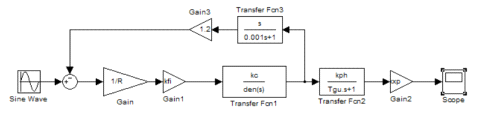 Gain3
Transfer Fcn3
1.2
s
0.001s+1
1/R
kfi
kc
den(s)
kph
Tgu.s+1
Sine Wave
Gain
Gain1
Transfer Fcn1
Transfer Fcn2
Gain2
Scope